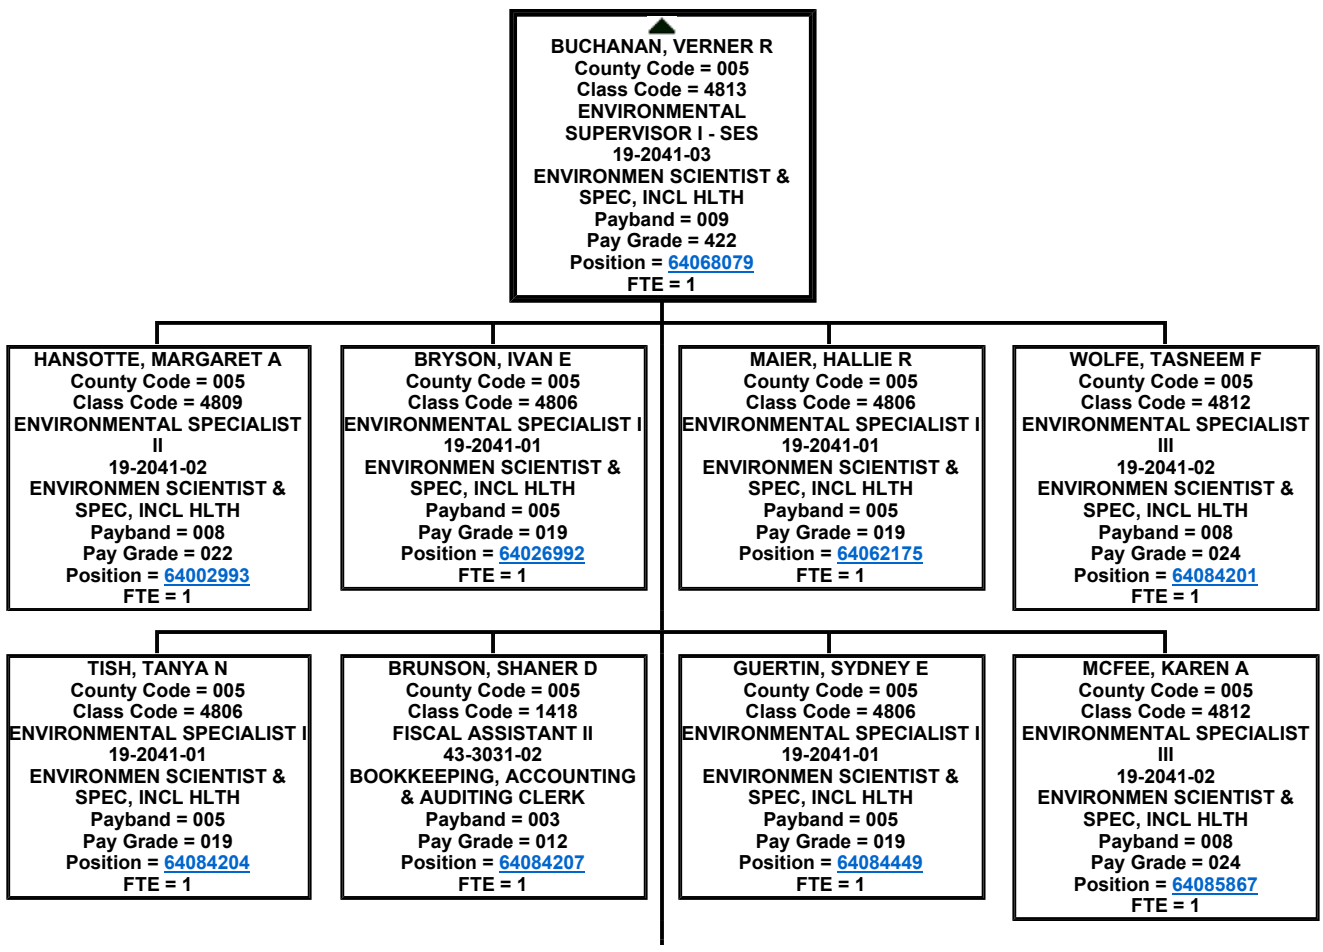 BUCHANAN, VERNER R
County Code = 005
Class Code = 4813
ENVIRONMENTAL
SUPERVISOR I - SES
19-2041-03
ENVIRONMEN SCIENTIST &
SPEC, INCL HLTH
Payband = 009
Pay Grade = 422
Position = 64068079
FTE = 1
HANSOTTE, MARGARET A
County Code = 005
Class Code = 4809
ENVIRONMENTAL SPECIALIST
II
19-2041-02
ENVIRONMEN SCIENTIST &
SPEC, INCL HLTH
Payband = 008
Pay Grade = 022
Position = 64002993
FTE = 1
BRYSON, IVAN E
County Code = 005
Class Code = 4806
ENVIRONMENTAL SPECIALIST I
19-2041-01
ENVIRONMEN SCIENTIST &
SPEC, INCL HLTH
Payband = 005
Pay Grade = 019
Position = 64026992
FTE = 1
MAIER, HALLIE R
County Code = 005
Class Code = 4806
ENVIRONMENTAL SPECIALIST I
19-2041-01
ENVIRONMEN SCIENTIST &
SPEC, INCL HLTH
Payband = 005
Pay Grade = 019
Position = 64062175
FTE = 1
WOLFE, TASNEEM F
County Code = 005
Class Code = 4812
ENVIRONMENTAL SPECIALIST
III
19-2041-02
ENVIRONMEN SCIENTIST &
SPEC, INCL HLTH
Payband = 008
Pay Grade = 024
Position = 64084201
FTE = 1
TISH, TANYA N
County Code = 005
Class Code = 4806
ENVIRONMENTAL SPECIALIST I
19-2041-01
ENVIRONMEN SCIENTIST &
SPEC, INCL HLTH
Payband = 005
Pay Grade = 019
Position = 64084204
FTE = 1
BRUNSON, SHANER D
County Code = 005
Class Code = 1418
FISCAL ASSISTANT II
43-3031-02
BOOKKEEPING, ACCOUNTING
& AUDITING CLERK
Payband = 003
Pay Grade = 012
Position = 64084207
FTE = 1
GUERTIN, SYDNEY E
County Code = 005
Class Code = 4806
ENVIRONMENTAL SPECIALIST I
19-2041-01
ENVIRONMEN SCIENTIST &
SPEC, INCL HLTH
Payband = 005
Pay Grade = 019
Position = 64084449
FTE = 1
MCFEE, KAREN A
County Code = 005
Class Code = 4812
ENVIRONMENTAL SPECIALIST
III
19-2041-02
ENVIRONMEN SCIENTIST &
SPEC, INCL HLTH
Payband = 008
Pay Grade = 024
Position = 64085867
FTE = 1